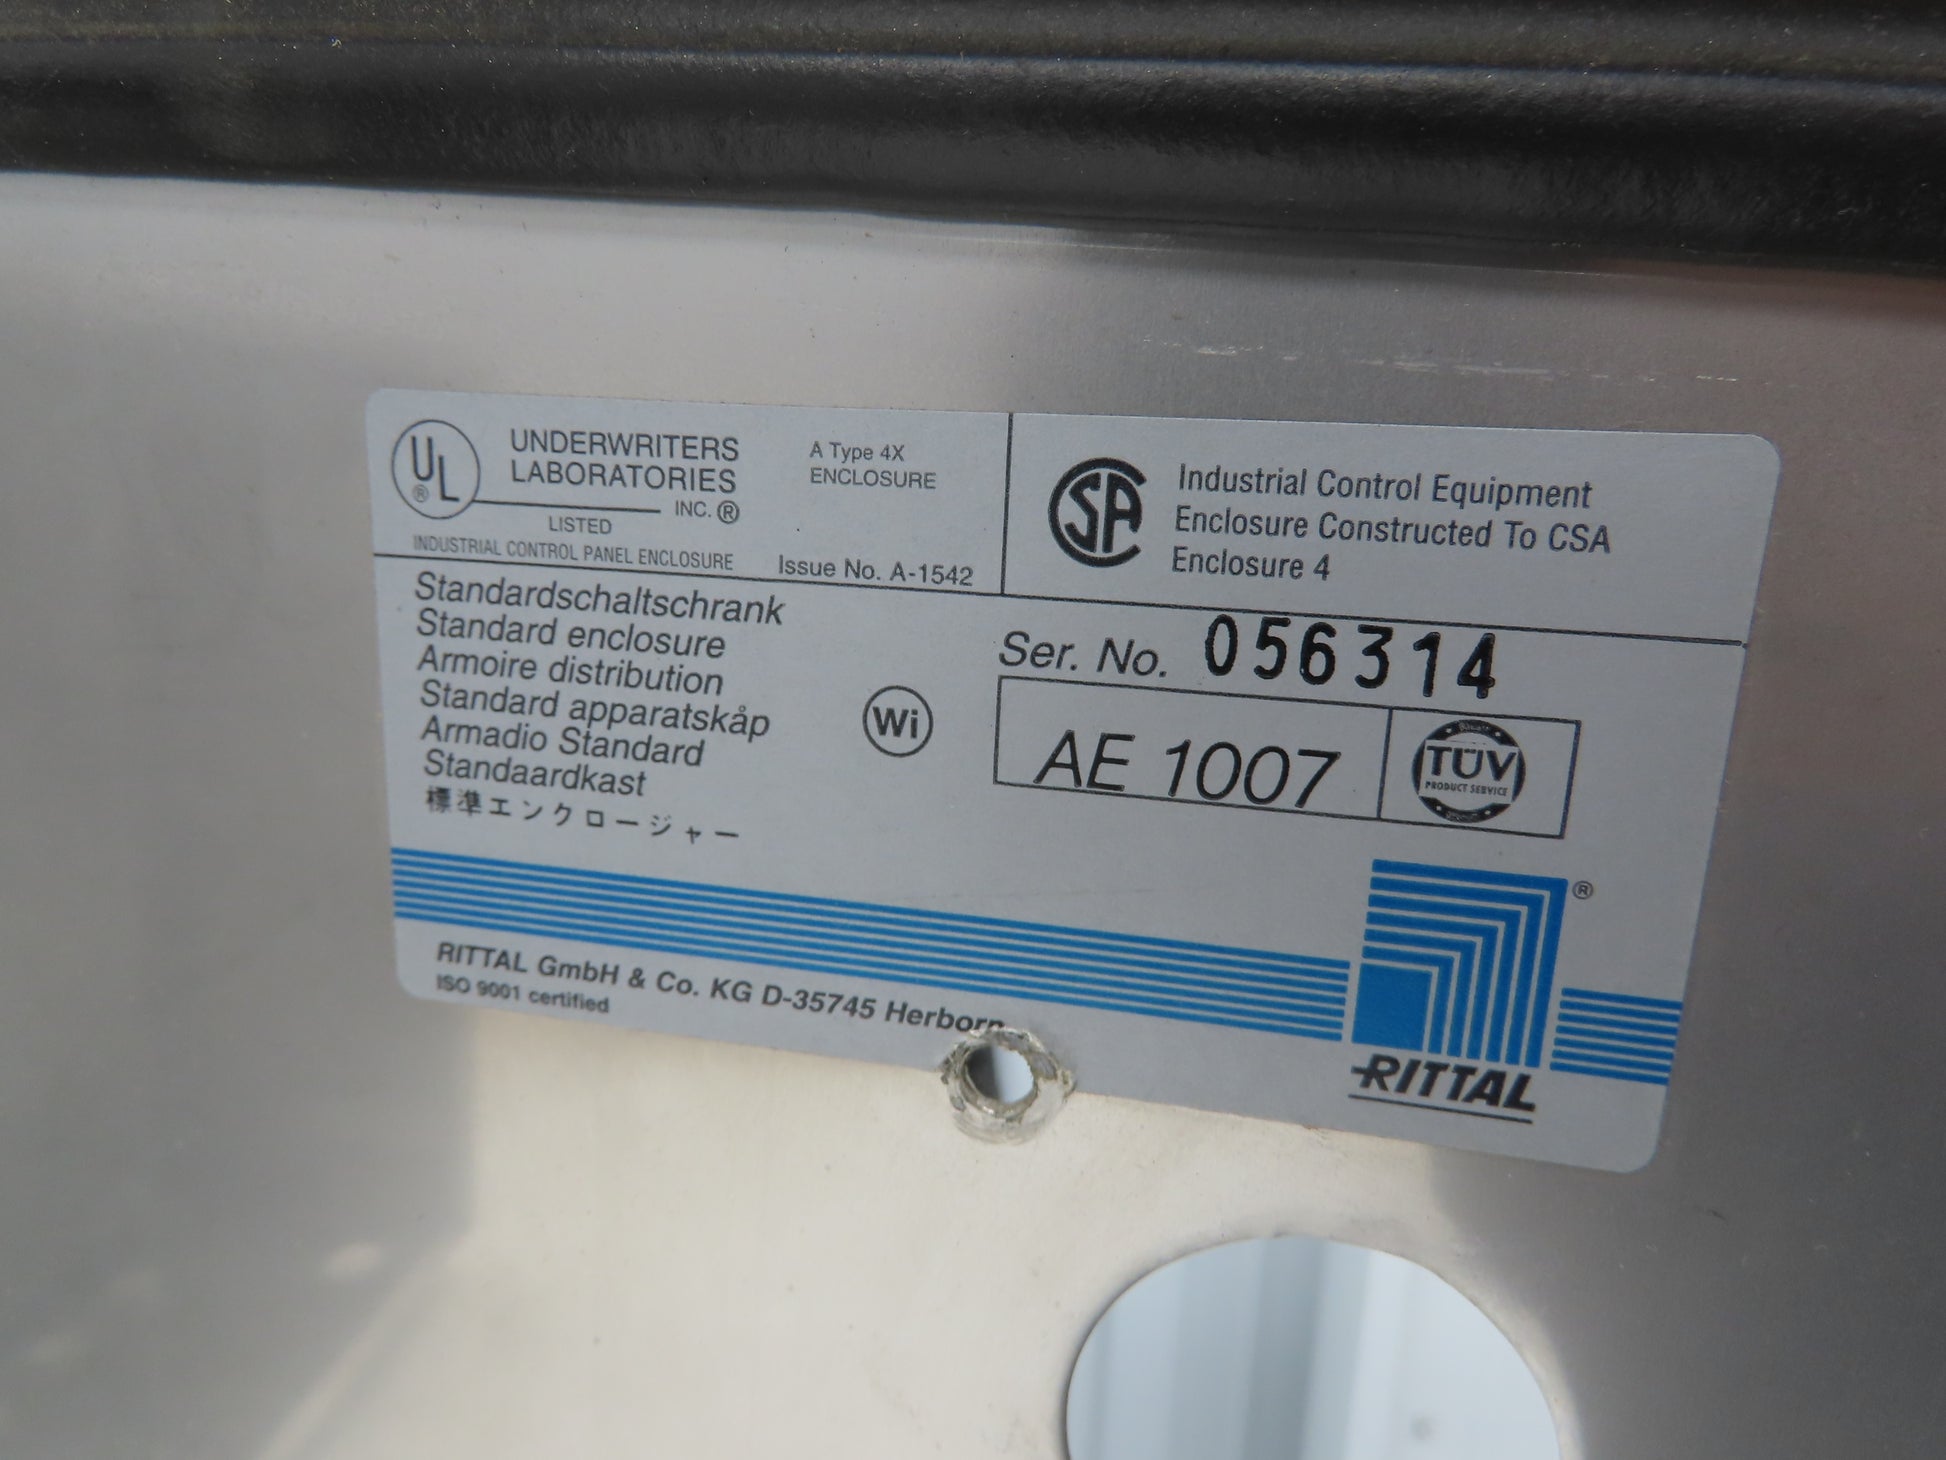 UL®
UNDERWRITERS
LABORATORIES
INC.®
LISTED
INDUSTRIAL CONTROL PANEL ENCLOSURE
A Type 4X
ENCLOSURE
Issue No. A-1542
CSA
Industrial Control Equipment
Enclosure Constructed To CSA
Enclosure 4
Standardschaltschrank
Standard enclosure
Armoire distribution
Standard apparatskåp
Armadio Standard
Standaardkast
標準エンクロージャー
Wi
Ser. No. 056314
AE 1007
TÜV
PRODUCT SERVICE
®
RITTAL
RITTAL GmbH & Co. KG D-35745 Herborn
ISO 9001 certified